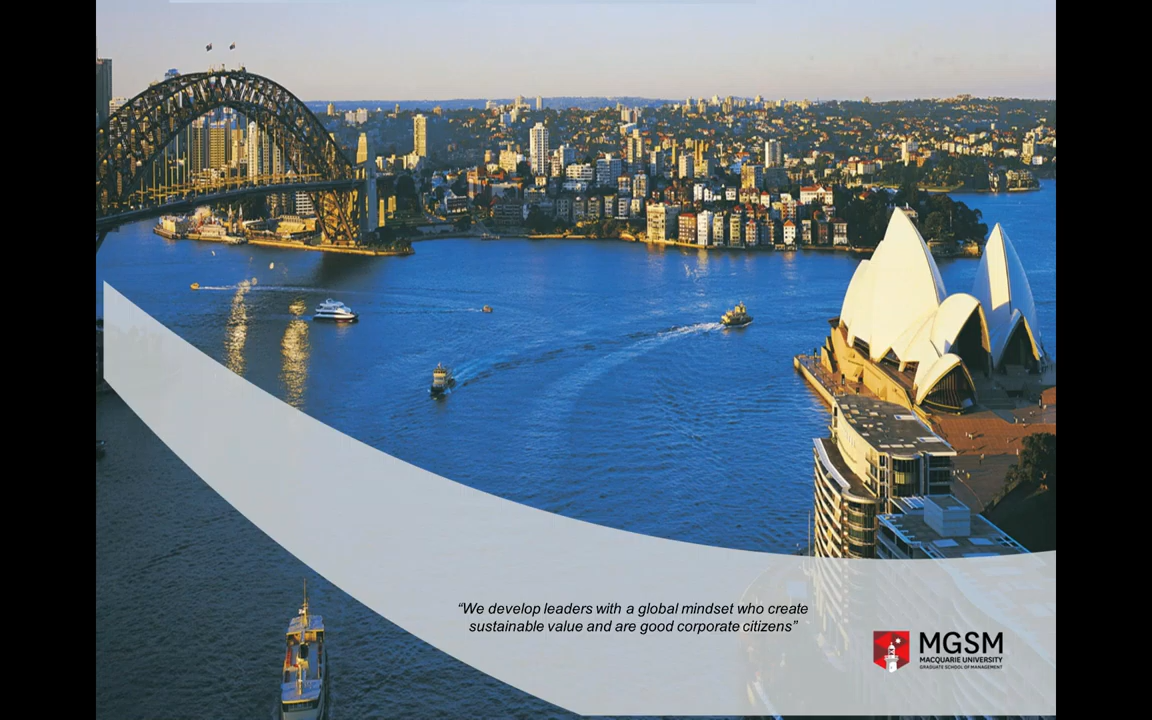 “We develop leaders with a global mindset who create
sustainable value and are good corporate citizens”
MGSM
MACQUARIE UNIVERSITY
GRADUATE SCHOOL OF MANAGEMENT